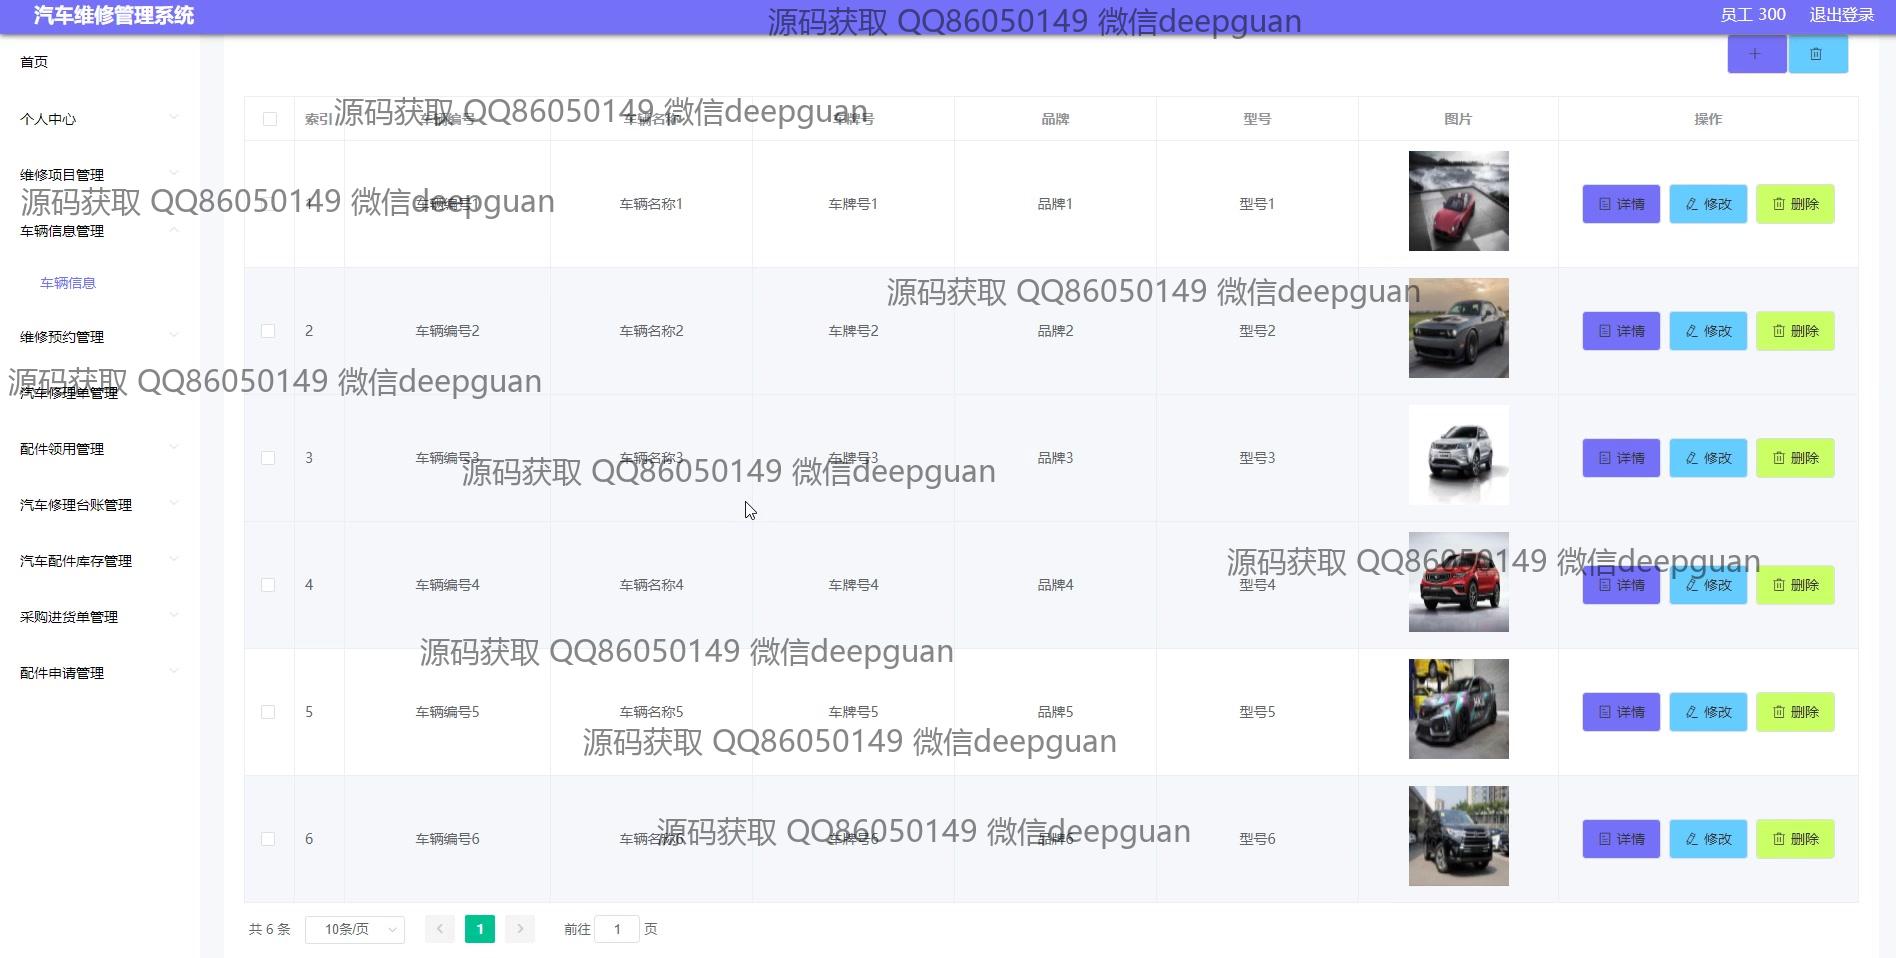 汽车维修管理系统
源码获取 QQ86050149 微信deepguan
员工 300
退出登录
首页
个人中心
维修项目管理
车辆信息管理
车辆信息
维修预约管理
汽车修理单管理
配件领用管理
汽车修理台账管理
汽车配件库存管理
采购进货单管理
配件申请管理
源码获取 QQ86050149 微信deepguan
索引 车辆编号 车辆名称 车牌号 品牌 型号 图片 操作
源码获取 QQ86050149 微信deepguan
1 车辆编号1 车辆名称1 车牌号1 品牌1 型号1 详情 修改 删除
源码获取 QQ86050149 微信deepguan
2 车辆编号2 车辆名称2 车牌号2 品牌2 型号2 详情 修改 删除
源码获取 QQ86050149 微信deepguan
3 车辆编号3 车辆名称3 车牌号3 品牌3 型号3 详情 修改 删除
源码获取 QQ86050149 微信deepguan
源码获取 QQ86050149 微信deepguan
4 车辆编号4 车辆名称4 车牌号4 品牌4 型号4 详情 修改 删除
源码获取 QQ86050149 微信deepguan
5 车辆编号5 车辆名称5 车牌号5 品牌5 型号5 详情 修改 删除
源码获取 QQ86050149 微信deepguan
源码获取 QQ86050149 微信deepguan
6 车辆编号6 车辆名称6 车牌号6 品牌6 型号6 详情 修改 删除
共 6 条 10条/页 1 前往 1 页